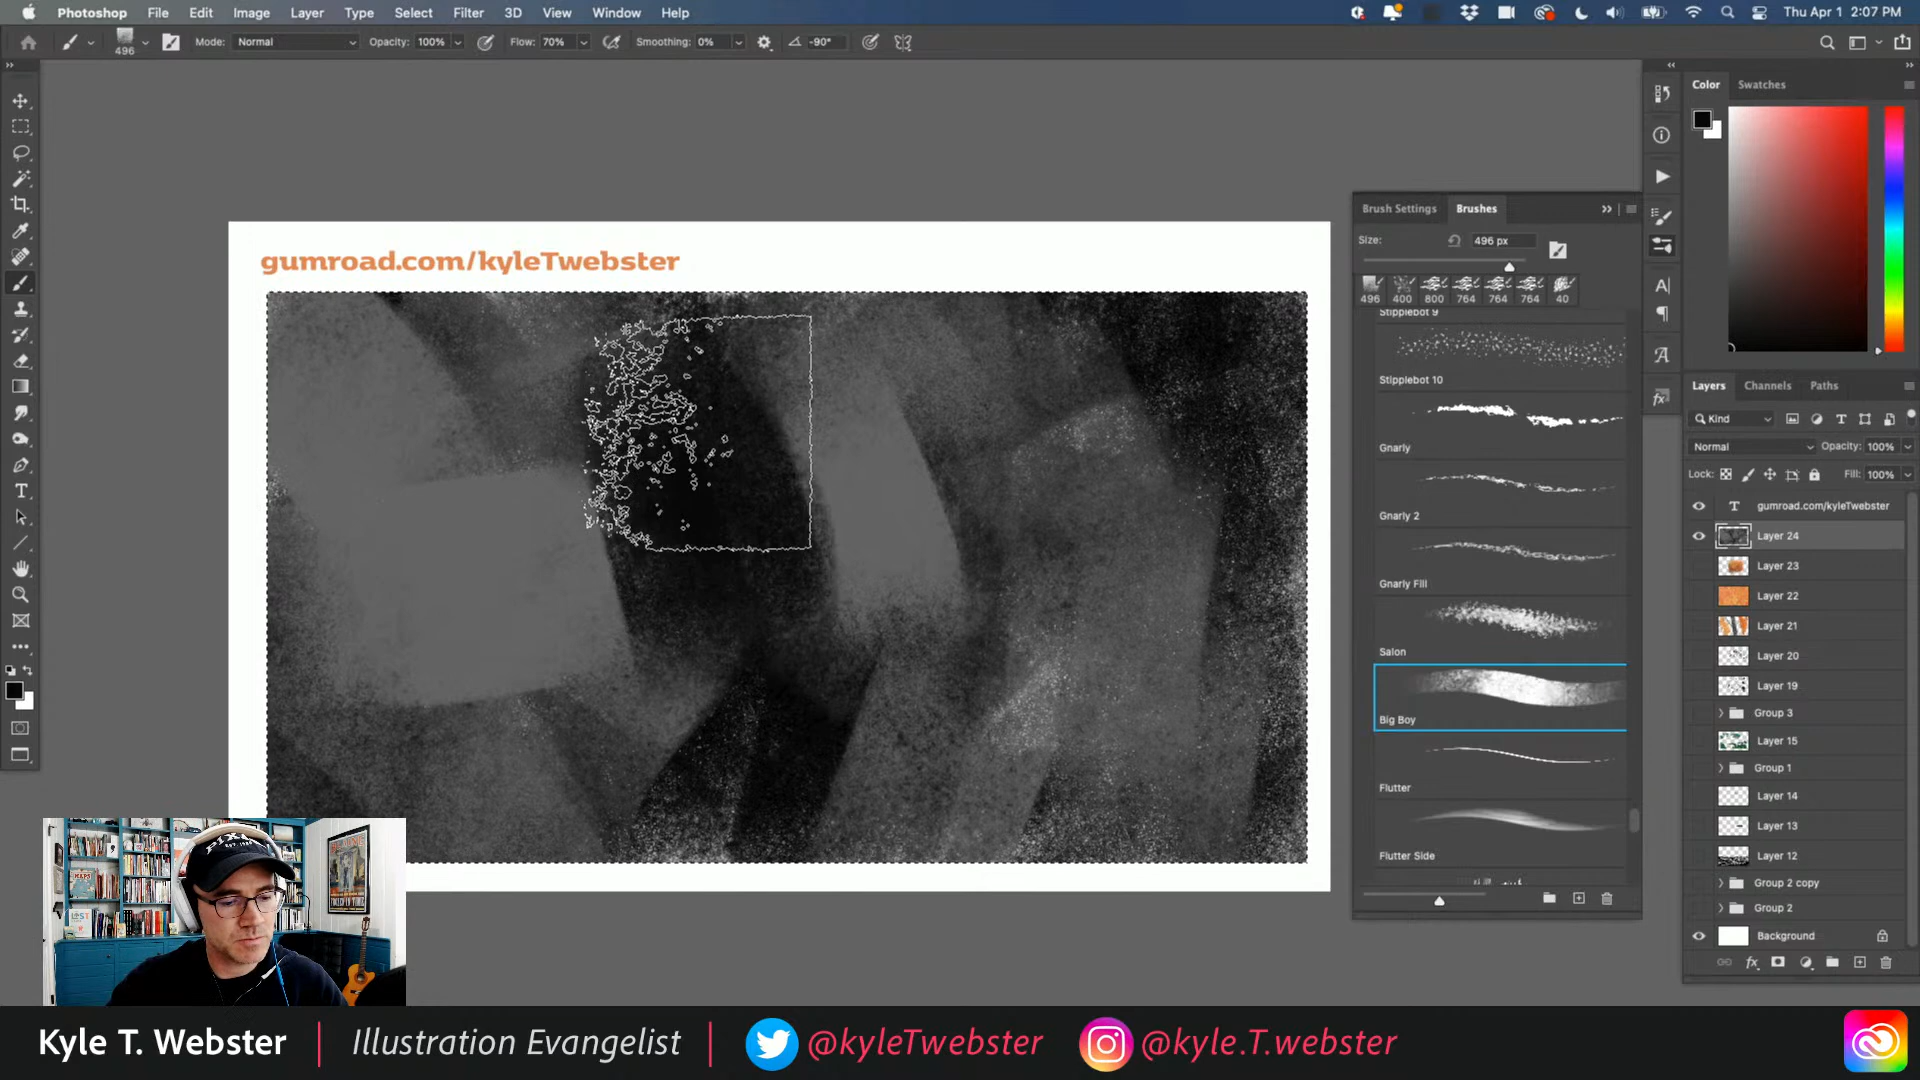 Photoshop File Edit Image Layer Type Select Filter 3D View Window Help Thu Apr 1 2:07 PM
496 Mode: Normal Opacity: 100% Flow: 70% Smoothing: 0% -90°
Color Swatches
gumroad.com/kyleTwebster
Brush Settings Brushes
Size: 496 px
496 400 800 764 764 764 40
Stipplebot 9
Stipplebot 10
Gnarly
Gnarly 2
Gnarly Fill
Salon
Big Boy
Flutter
Flutter Side
Layers Channels Paths
Kind
Normal Opacity: 100%
Lock: Fill: 100%
gumroad.com/kyleTwebster
Layer 24
Layer 23
Layer 22
Layer 21
Layer 20
Layer 19
Group 3
Layer 15
Group 1
Layer 14
Layer 13
Layer 12
Group 2 copy
Group 2
Background
PIXAR
MAPS
LOST
Kyle T. Webster | Illustration Evangelist | @kyleTwebster @kyle.T.webster